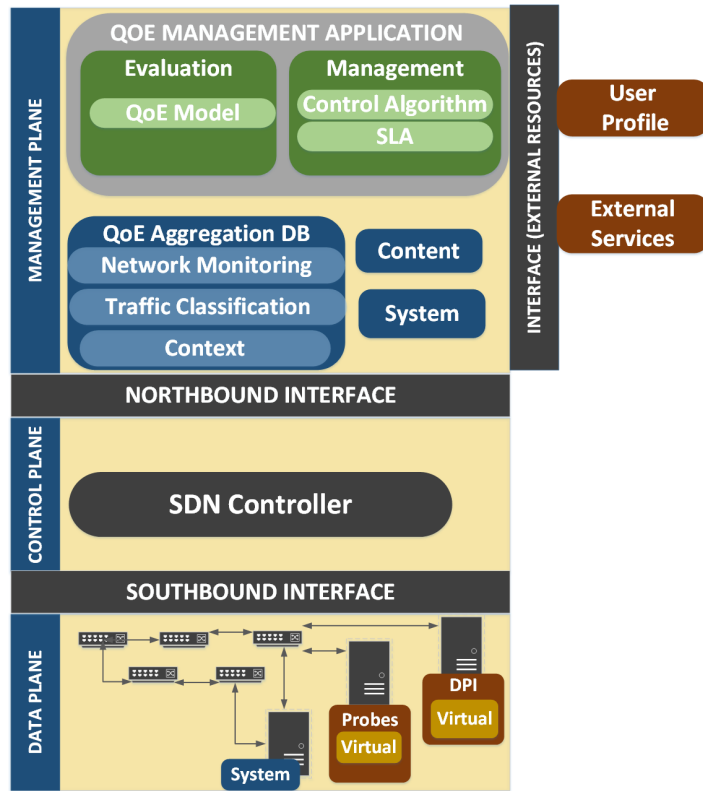 QOE MANAGEMENT APPLICATION
Evaluation
QoE Model
Management
Control Algorithm
SLA
MANAGEMENT PLANE
QoE Aggregation DB
Network Monitoring
Traffic Classification
Context
Content
System
INTERFACE (EXTERNAL RESOURCES)
User
Profile
External
Services
NORTHBOUND INTERFACE
CONTROL PLANE
SDN Controller
SOUTHBOUND INTERFACE
DATA PLANE
System
Probes
Virtual
DPI
Virtual